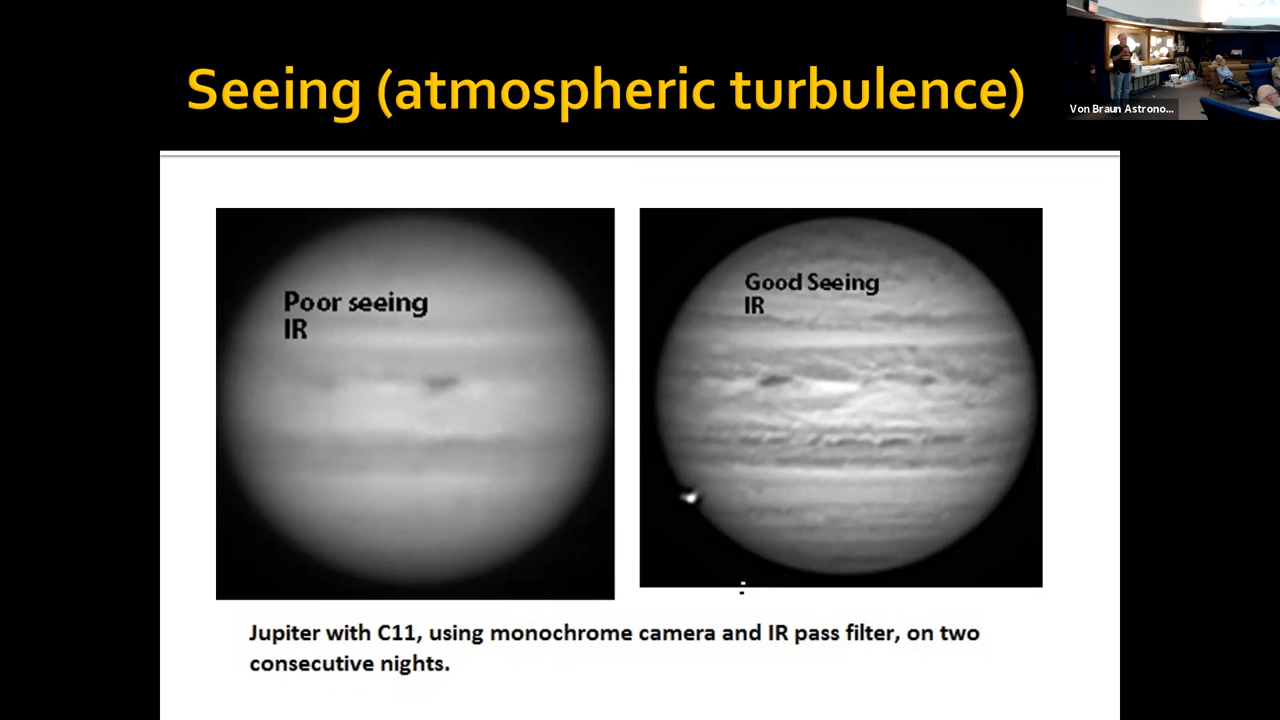 Seeing (atmospheric turbulence)
Von Braun Astrono...
Poor seeing
IR
Good Seeing
IR
Jupiter with C11, using monochrome camera and IR pass filter, on two
consecutive nights.